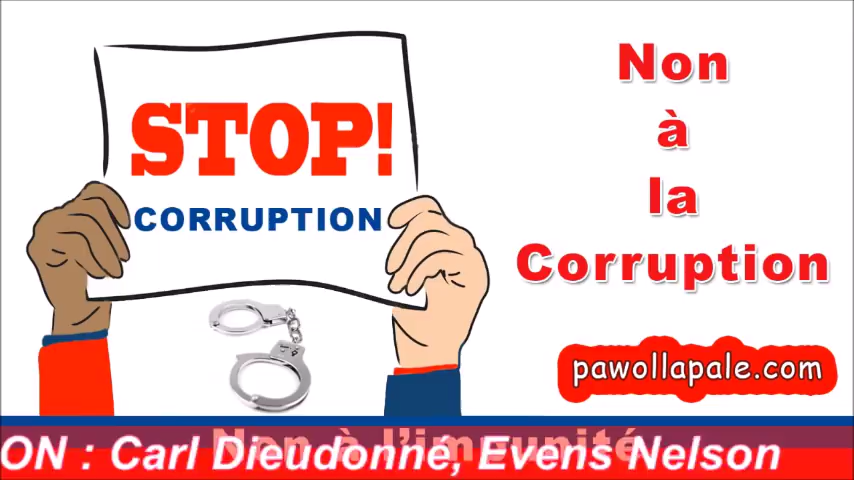 STOP!
CORRUPTION
Non
à
la
Corruption
pawollapale.com
Non à l'impunité
ON : Carl Dieudonné, Evens Nelson